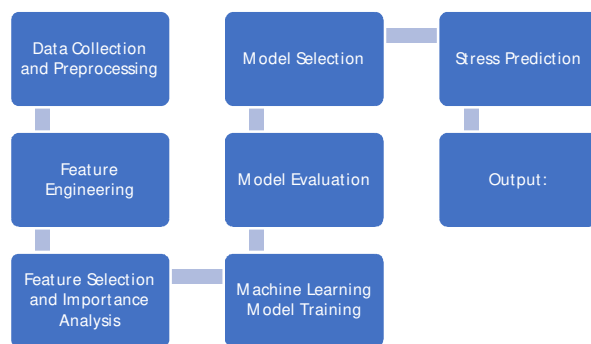 Data Collection
and Preprocessing
Feature
Engineering
Feature Selection
and Importance
Analysis
Machine Learning
Model Training
Model Evaluation
Model Selection
Stress Prediction
Output: